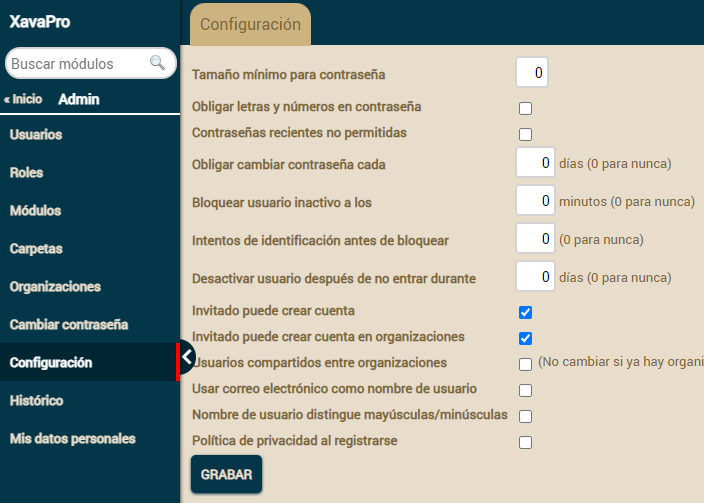 XavaPro
Buscar módulos
« Inicio Admin
Usuarios
Roles
Módulos
Carpetas
Organizaciones
Cambiar contraseña
Configuración
Histórico
Mis datos personales
Configuración
Tamaño mínimo para contraseña 0
Obligar letras y números en contraseña
Contraseñas recientes no permitidas
Obligar cambiar contraseña cada 0 días (0 para nunca)
Bloquear usuario inactivo a los 0 minutos (0 para nunca)
Intentos de identificación antes de bloquear 0 (0 para nunca)
Desactivar usuario después de no entrar durante 0 días (0 para nunca)
Invitado puede crear cuenta
Invitado puede crear cuenta en organizaciones
Usuarios compartidos entre organizaciones (No cambiar si ya hay organi
Usar correo electrónico como nombre de usuario
Nombre de usuario distingue mayúsculas/minúsculas
Política de privacidad al registrarse
GRABAR